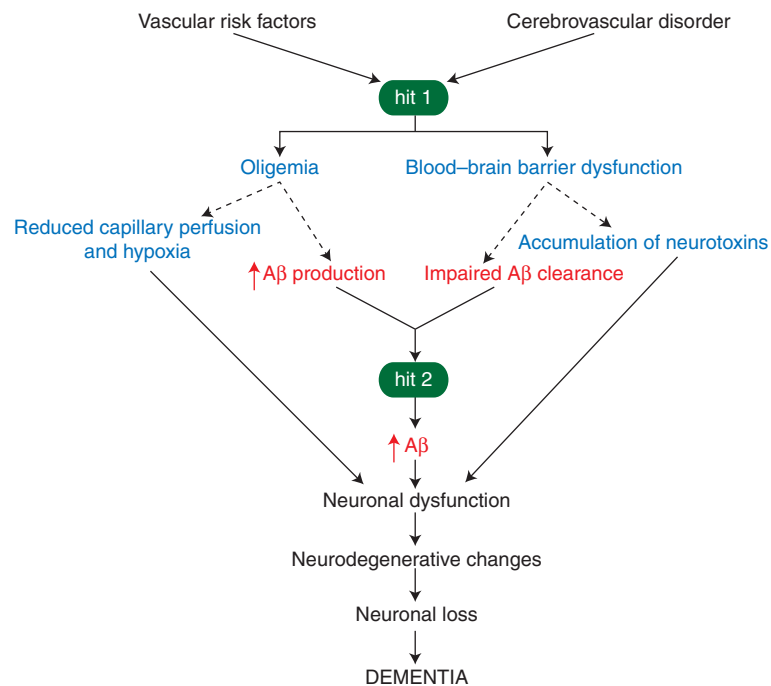 Vascular risk factors
Cerebrovascular disorder
hit 1
Oligemia
Blood–brain barrier dysfunction
Reduced capillary perfusion
and hypoxia
Accumulation of neurotoxins
↑ Aβ production
Impaired Aβ clearance
hit 2
↑ Aβ
Neuronal dysfunction
Neurodegenerative changes
Neuronal loss
DEMENTIA